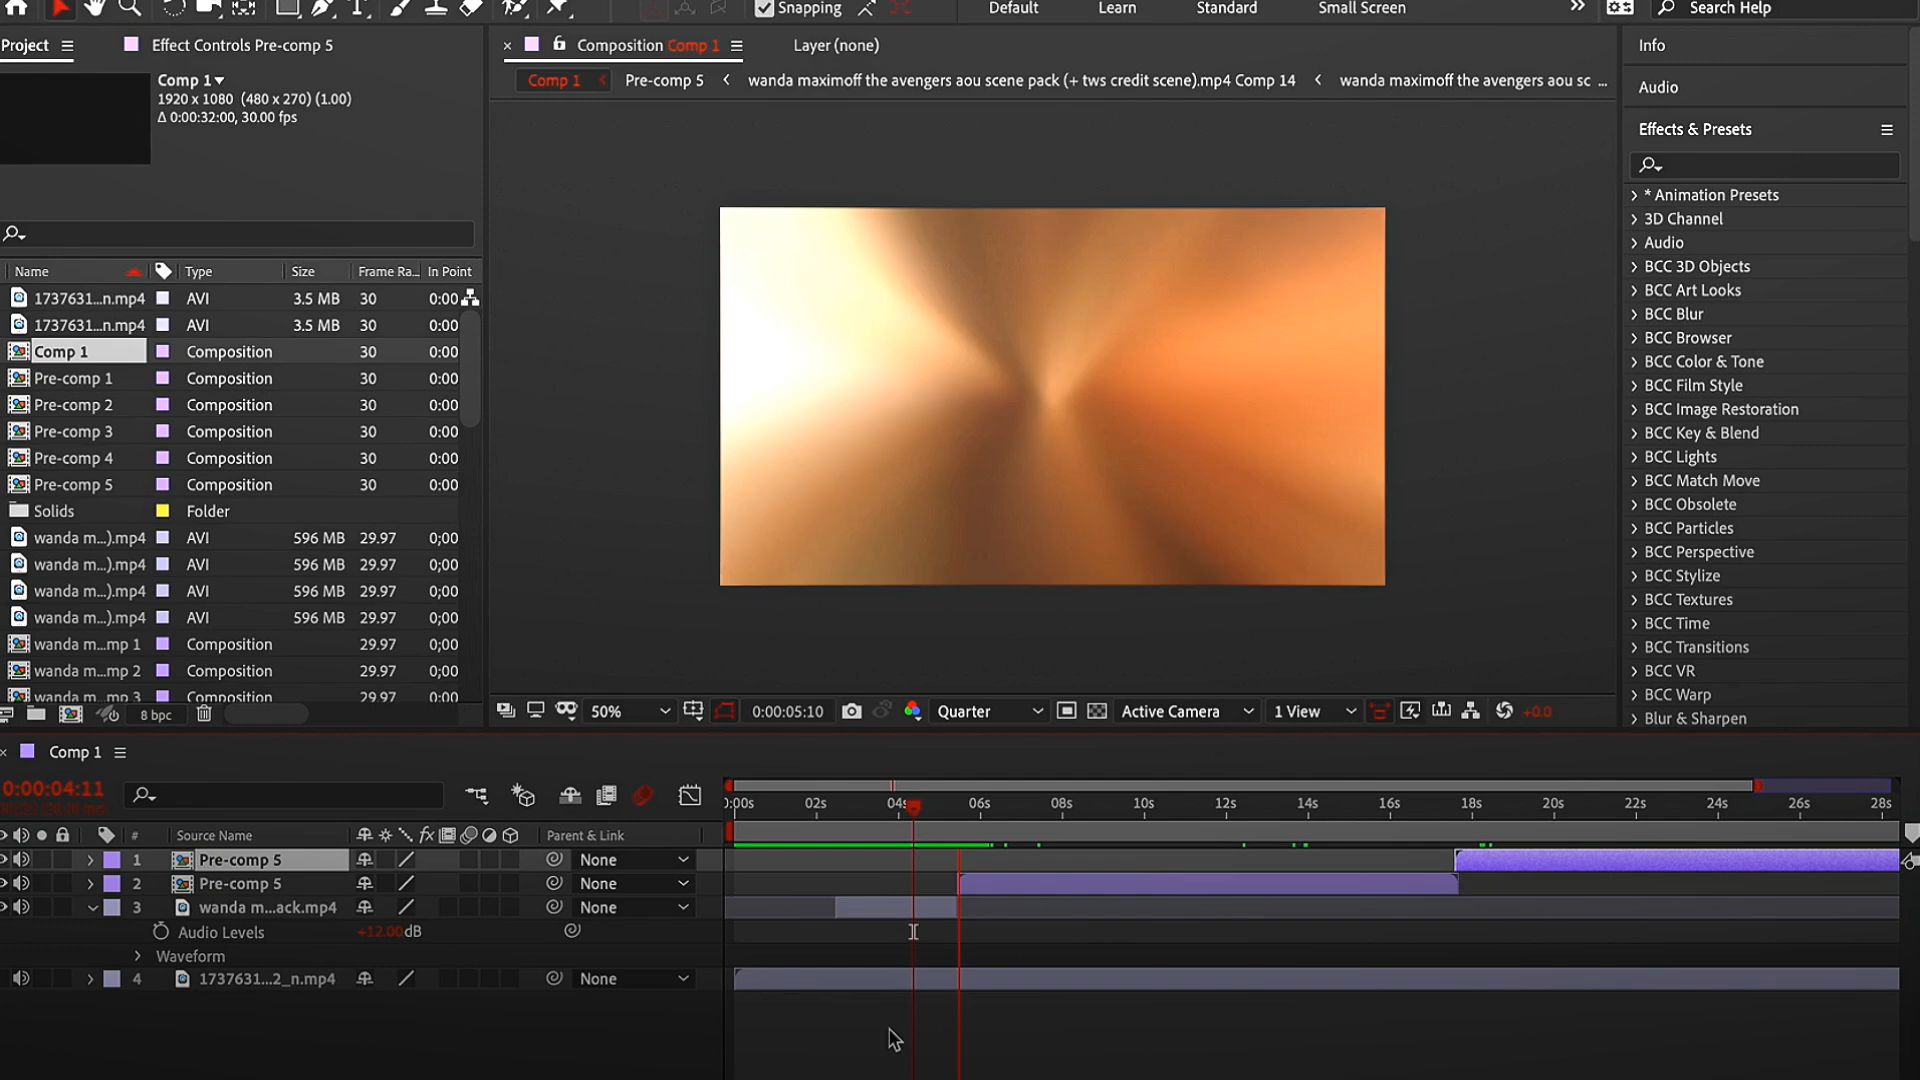 Snapping
Default
Learn
Standard
Small Screen
Search Help
Project
Effect Controls Pre-comp 5
Composition Comp 1
Layer (none)
Info
Comp 1
1920 x 1080 (480 x 270) (1.00)
Δ 0:00:32:00, 30.00 fps
Comp 1
Pre-comp 5
wanda maximoff the avengers aou scene pack (+ tws credit scene).mp4 Comp 14
wanda maximoff the avengers aou sc ...
Audio
Effects & Presets
* Animation Presets
3D Channel
Audio
BCC 3D Objects
BCC Art Looks
BCC Blur
BCC Browser
BCC Color & Tone
BCC Film Style
BCC Image Restoration
BCC Key & Blend
BCC Lights
BCC Match Move
BCC Obsolete
BCC Particles
BCC Perspective
BCC Stylize
BCC Textures
BCC Time
BCC Transitions
BCC VR
BCC Warp
Blur & Sharpen
Name Type Size Frame Ra... In Point
1737631...n.mp4 AVI 3.5 MB 30 0:00
1737631...n.mp4 AVI 3.5 MB 30 0:00
Comp 1 Composition 30 0:00
Pre-comp 1 Composition 30 0:00
Pre-comp 2 Composition 30 0:00
Pre-comp 3 Composition 30 0:00
Pre-comp 4 Composition 30 0:00
Pre-comp 5 Composition 30 0:00
Solids Folder
wanda m...).mp4 AVI 596 MB 29.97 0;00
wanda m...).mp4 AVI 596 MB 29.97 0;00
wanda m...).mp4 AVI 596 MB 29.97 0;00
wanda m...).mp4 AVI 596 MB 29.97 0;00
wanda m...mp 1 Composition 29.97 0;00
wanda m...mp 2 Composition 29.97 0;00
wanda m...mp 3 Composition 29.97 0;00
8 bpc
50% 0:00:05:10 Quarter Active Camera 1 View +0.0
Comp 1
0:00:04:11
0:00s 02s 04s 06s 08s 10s 12s 14s 16s 18s 20s 22s 24s 26s 28s
# Source Name fx Parent & Link
1 Pre-comp 5 None
2 Pre-comp 5 None
3 wanda m...ack.mp4 None
Audio Levels +12.00dB
Waveform
4 1737631...2_n.mp4 None